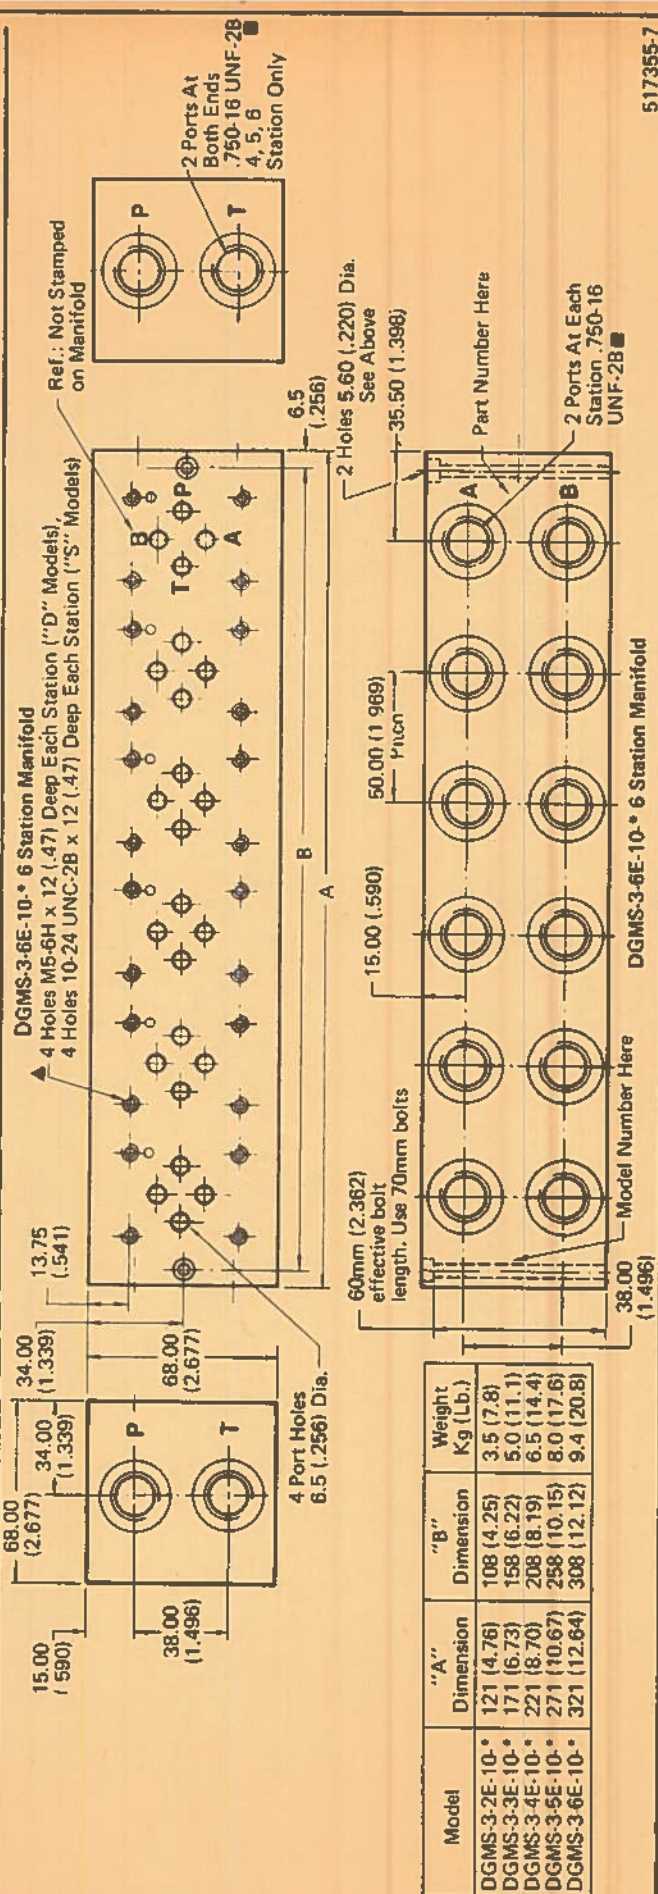 DGMS-3-6E-10-* 6 Station Manifold
▲ 4 Holes M5-6H x 12 (.47) Deep Each Station ("D" Models),
4 Holes 10-24 UNC-2B x 12 (.47) Deep Each Station ("S" Models)
Ref.: Not Stamped
on Manifold
2 Ports At
Both Ends
.750-16 UNF-2B■
4, 5, 6
Station Only
68.00
(2.677)
34.00
(1.339)
15.00
( 590)
38.00
(1.496)
P
T
34.00
(1.339)
13.75
(.541)
68.00
(2.677)
4 Port Holes
6.5 (.256) Dia.
B
P
T
A
B
A
6.5
(.256)
P
T
2 Holes 5.60 (.220) Dia.
See Above
35.50 (1.398)
Part Number Here
2 Ports At Each
Station .750-16
UNF-2B■
50.00 (1 969)
15.00 (.590)
60mm (2.362)
effective bolt
length. Use 70mm bolts
Model Number Here
38.00
(1.496)
A
B
DGMS-3-6E-10-* 6 Station Manifold
Model "A" Dimension "B" Dimension Weight Kg (Lb.)
DGMS-3-2E-10-* 121 (4.76) 108 (4.25) 3.5 (7.8)
DGMS-3-3E-10-* 171 (6.73) 158 (6.22) 5.0 (11.1)
DGMS-3-4E-10-* 221 (8.70) 208 (8.19) 6.5 (14.4)
DGMS-3-5E-10-* 271 (10.67) 258 (10.15) 8.0 (17.6)
DGMS-3-6E-10-* 321 (12.64) 308 (12.12) 9.4 (20.8)
517355-7